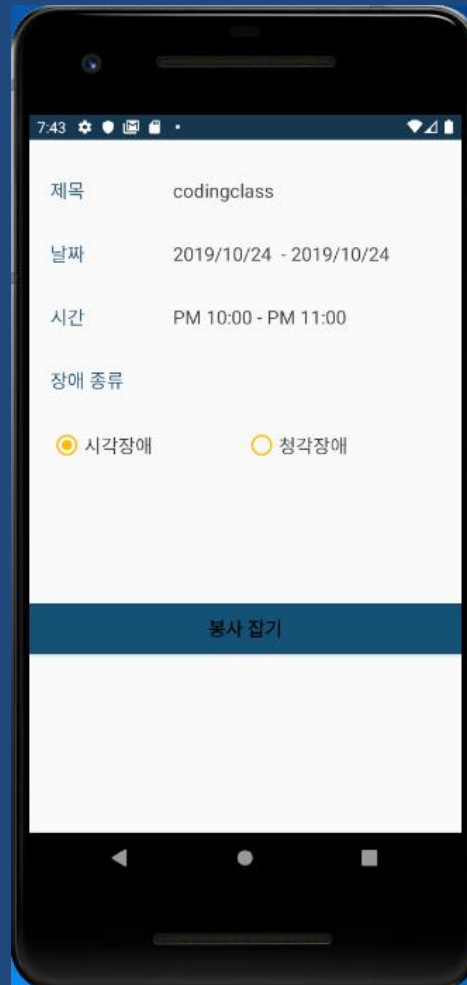 7:43
제목 codingclass
날짜 2019/10/24 - 2019/10/24
시간 PM 10:00 - PM 11:00
장애 종류
시각장애 청각장애
봉사 잡기